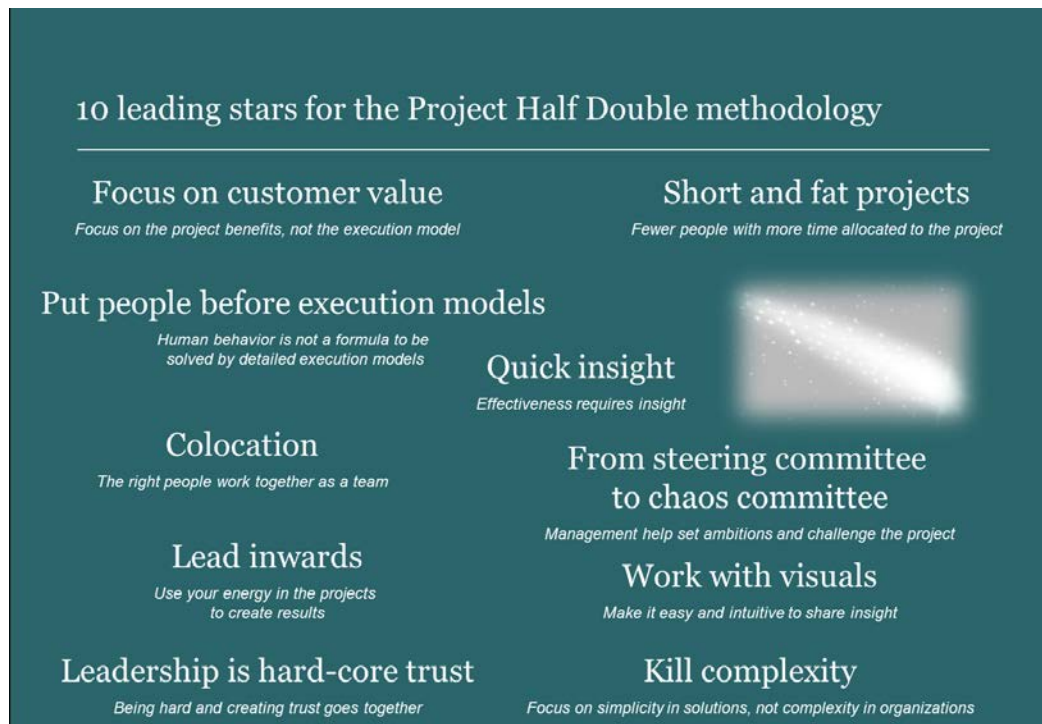 10 leading stars for the Project Half Double methodology
Focus on customer value
Focus on the project benefits, not the execution model
Short and fat projects
Fewer people with more time allocated to the project
Put people before execution models
Human behavior is not a formula to be
solved by detailed execution models
Quick insight
Effectiveness requires insight
Colocation
The right people work together as a team
From steering committee
to chaos committee
Management help set ambitions and challenge the project
Lead inwards
Use your energy in the projects
to create results
Work with visuals
Make it easy and intuitive to share insight
Leadership is hard-core trust
Being hard and creating trust goes together
Kill complexity
Focus on simplicity in solutions, not complexity in organizations